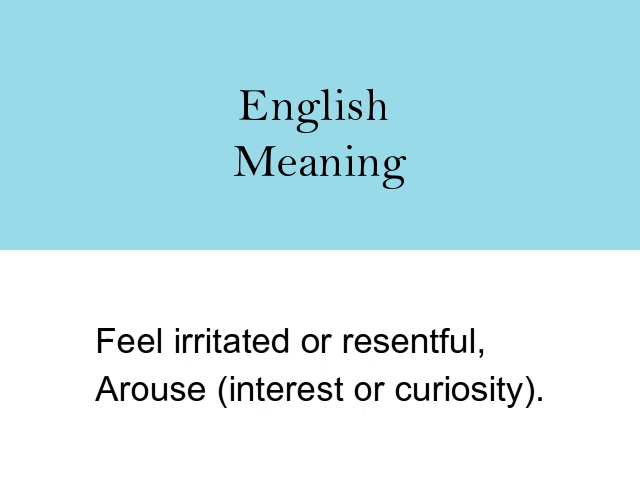 English
Meaning
Feel irritated or resentful,
Arouse (interest or curiosity).